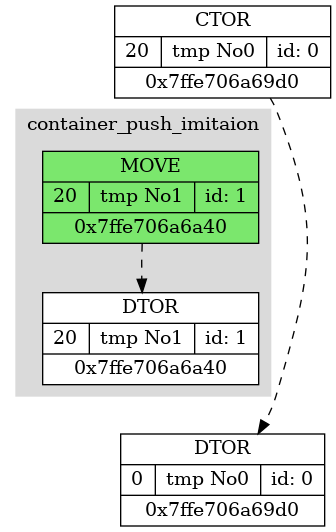 CTOR
20 tmp No0 id: 0
0x7ffe706a69d0
container_push_imitaion
MOVE
20 tmp No1 id: 1
0x7ffe706a6a40
DTOR
20 tmp No1 id: 1
0x7ffe706a6a40
DTOR
0 tmp No0 id: 0
0x7ffe706a69d0